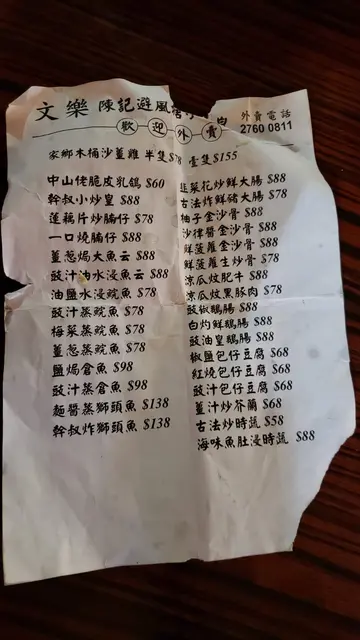 文樂 陳記避風塘
外賣電話
2760 0811
歡迎外賣
家鄉木桶沙薑雞 半隻$78 壹隻$155
中山佬脆皮乳鴿 $60
幹叔小炒皇 $88
蓮藕片炒腩仔 $78
一口燒腩仔 $88
薑葱焗大魚云 $88
豉汁油水浸魚云 $88
油鹽水浸䱽魚 $78
豉汁蒸䱽魚 $78
梅菜蒸䱽魚 $78
薑葱蒸䱽魚 $78
鹽焗倉魚 $98
豉汁蒸倉魚 $98
麵醬蒸獅頭魚 $138
幹叔炸獅頭魚 $138
韭菜花炒鮮大腸 $88
古法炸鮮豬大腸 $78
柚子金沙骨 $88
沙律醬金沙骨 $88
鮮菠蘿金沙骨 $88
鮮菠蘿生炒骨 $78
涼瓜炆肥牛 $88
涼瓜炆黑豚肉 $78
豉椒鵝腸 $88
白灼鮮鵝腸 $88
豉油皇鵝腸 $88
椒鹽包仔豆腐 $68
紅燒包仔豆腐 $68
豉汁包仔豆腐 $68
薑汁炒芥蘭 $68
古法炒時蔬 $58
海味魚肚浸時蔬 $88